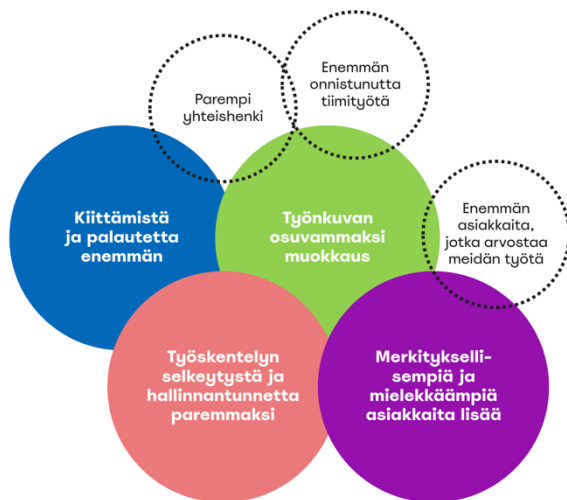 Enemmän
onnistunutta
tiimityötä
Parempi
yhteishenki
Kiittämistä
ja palautetta
enemmän
Työnkuvan
osuvammaksi
muokkaus
Enemmän
asiakkaita,
jotka arvostaa
meidän työtä
Työskentelyn
selkeytystä ja
hallinnantunnetta
paremmaksi
Merkitykselli-
sempiä ja
mielekkäämpiä
asiakkaita lisää